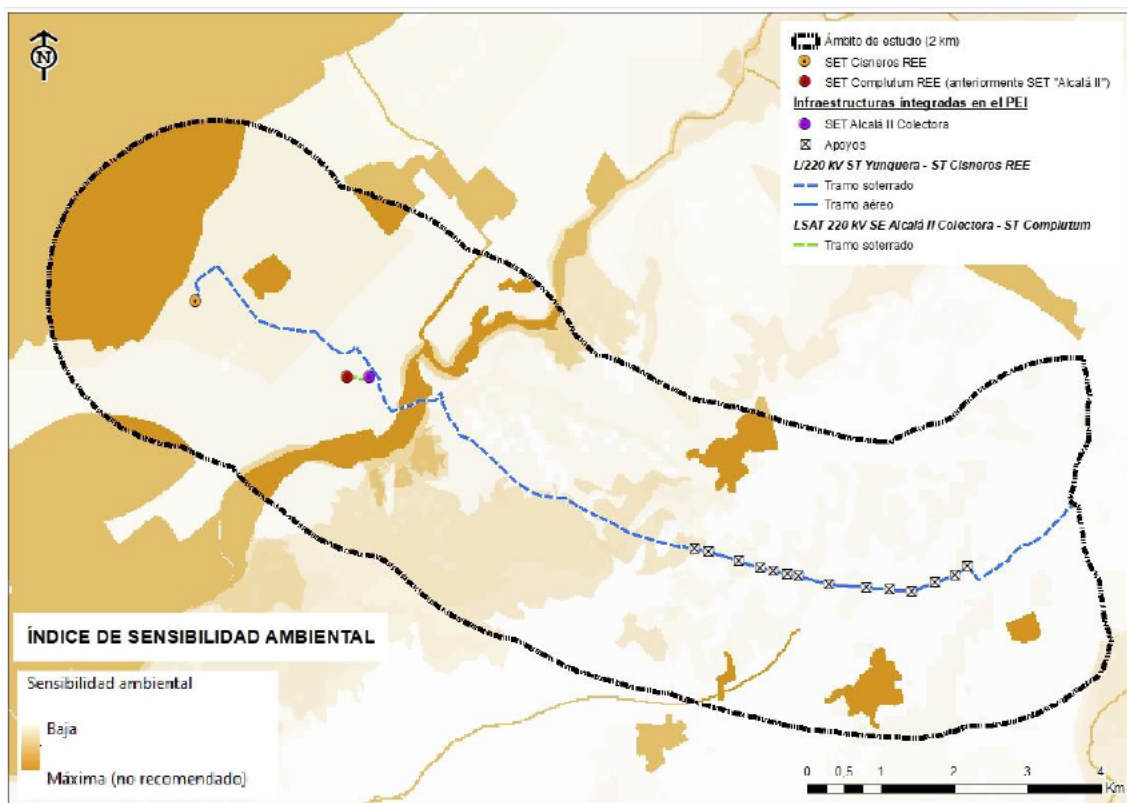 N
Ámbito de estudio (2 km)
SET Cisneros REE
SET Complutum REE (anteriormente SET "Alcalá II")
Infraestructuras integradas en el PEI
SET Alcalá II Colectora
Apoyos
L/220 kV ST Yunquera - ST Cisneros REE
Tramo soterrado
Tramo aéreo
LSAT 220 kV SE Alcalá II Colectora - ST Complutum
Tramo soterrado
ÍNDICE DE SENSIBILIDAD AMBIENTAL
Sensibilidad ambiental
Baja
Máxima (no recomendado)
0 0,5 1 2 3 4
Km